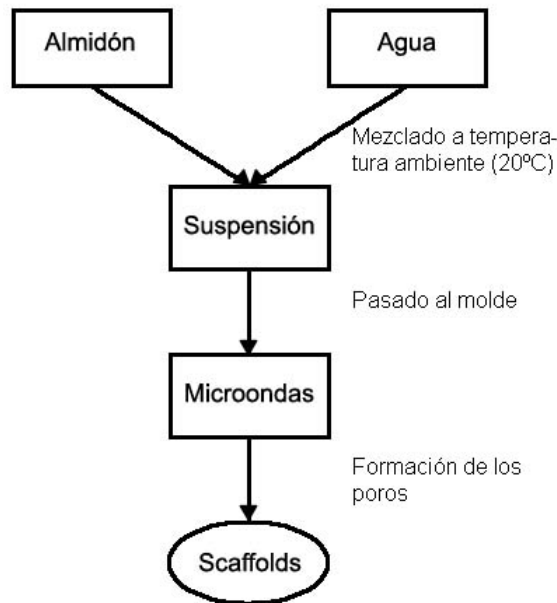 Almidón
Agua
Mezclado a tempera-
tura ambiente (20ºC)
Suspensión
Pasado al molde
Microondas
Formación de los
poros
Scaffolds